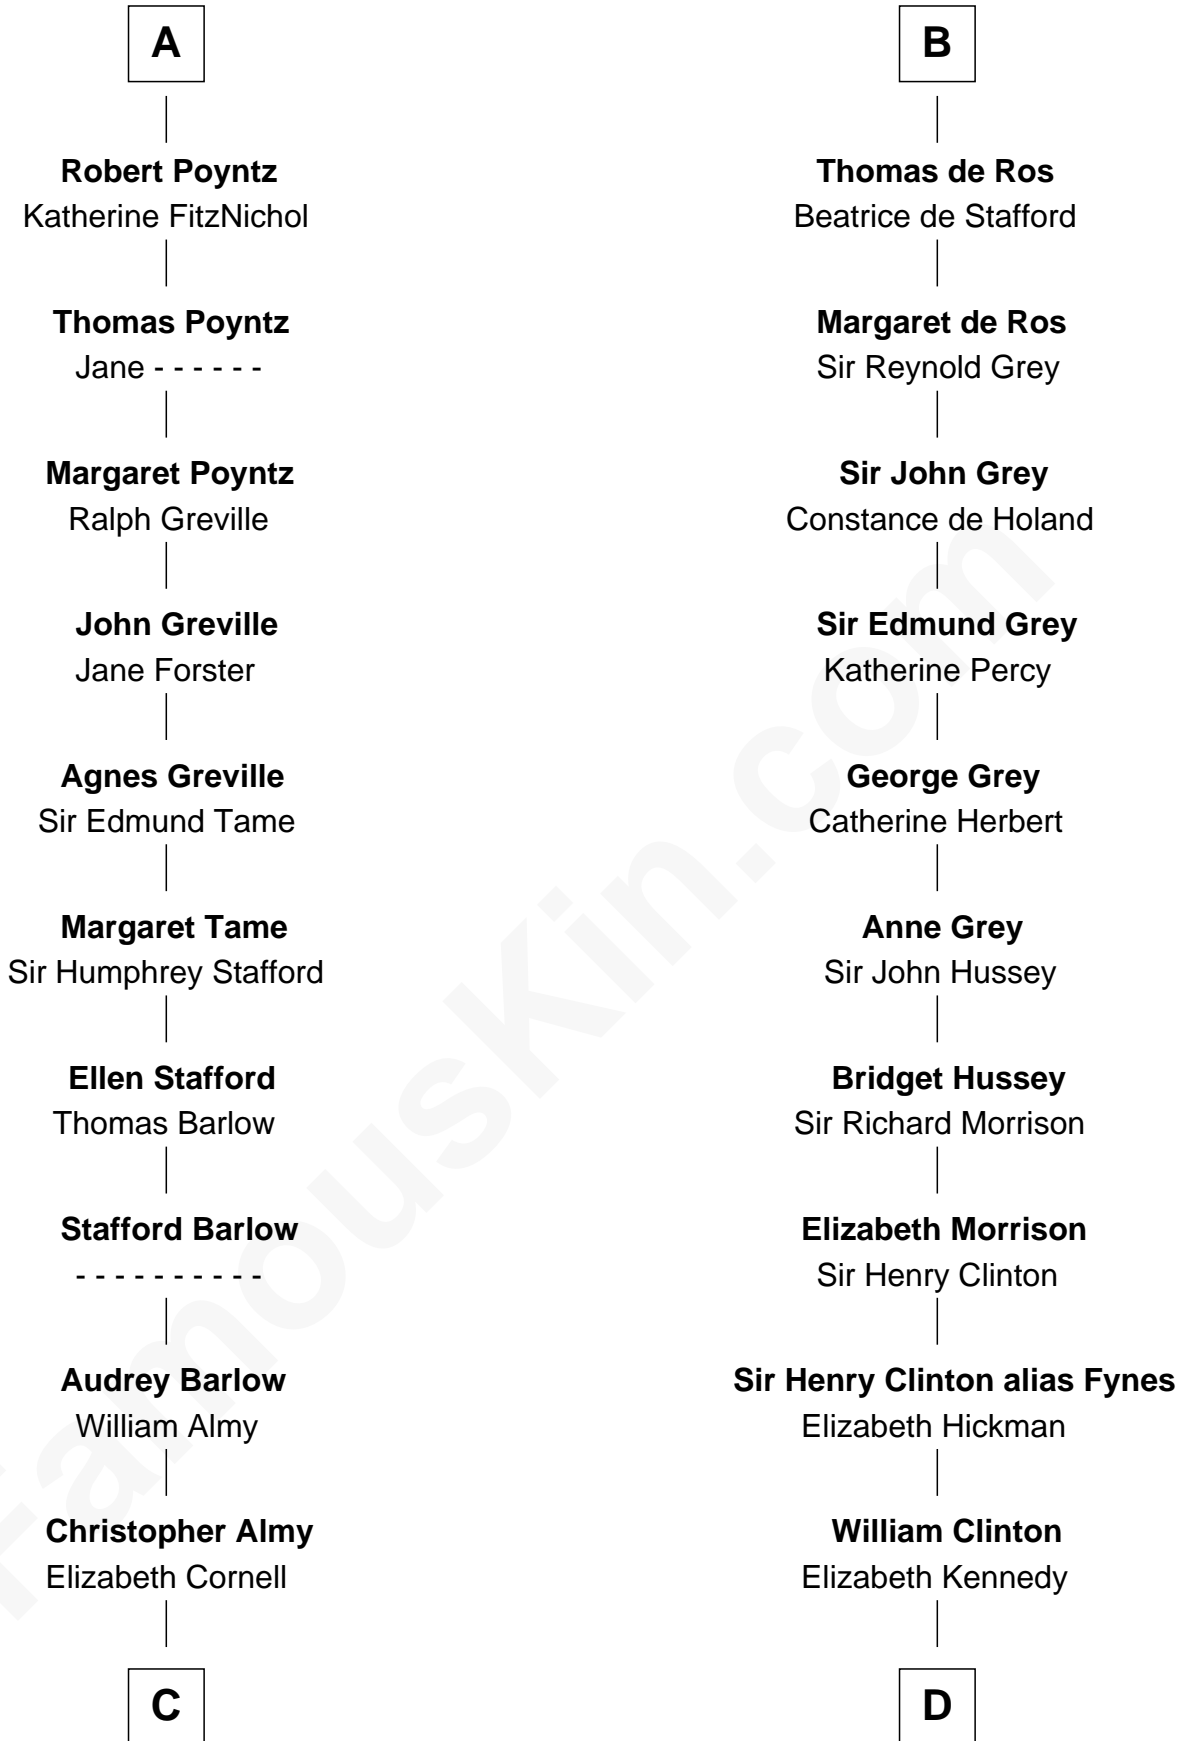 A
Robert Poyntz
Katherine FitzNichol
Thomas Poyntz
Jane - - - - - -
Margaret Poyntz
Ralph Greville
John Greville
Jane Forster
Agnes Greville
Sir Edmund Tame
Margaret Tame
Sir Humphrey Stafford
Ellen Stafford
Thomas Barlow
Stafford Barlow
- - - - - - - - - -
Audrey Barlow
William Almy
Christopher Almy
Elizabeth Cornell
C
B
Thomas de Ros
Beatrice de Stafford
Margaret de Ros
Sir Reynold Grey
Sir John Grey
Constance de Holand
Sir Edmund Grey
Katherine Percy
George Grey
Catherine Herbert
Anne Grey
Sir John Hussey
Bridget Hussey
Sir Richard Morrison
Elizabeth Morrison
Sir Henry Clinton
Sir Henry Clinton alias Fynes
Elizabeth Hickman
William Clinton
Elizabeth Kennedy
D
FamousKin.com